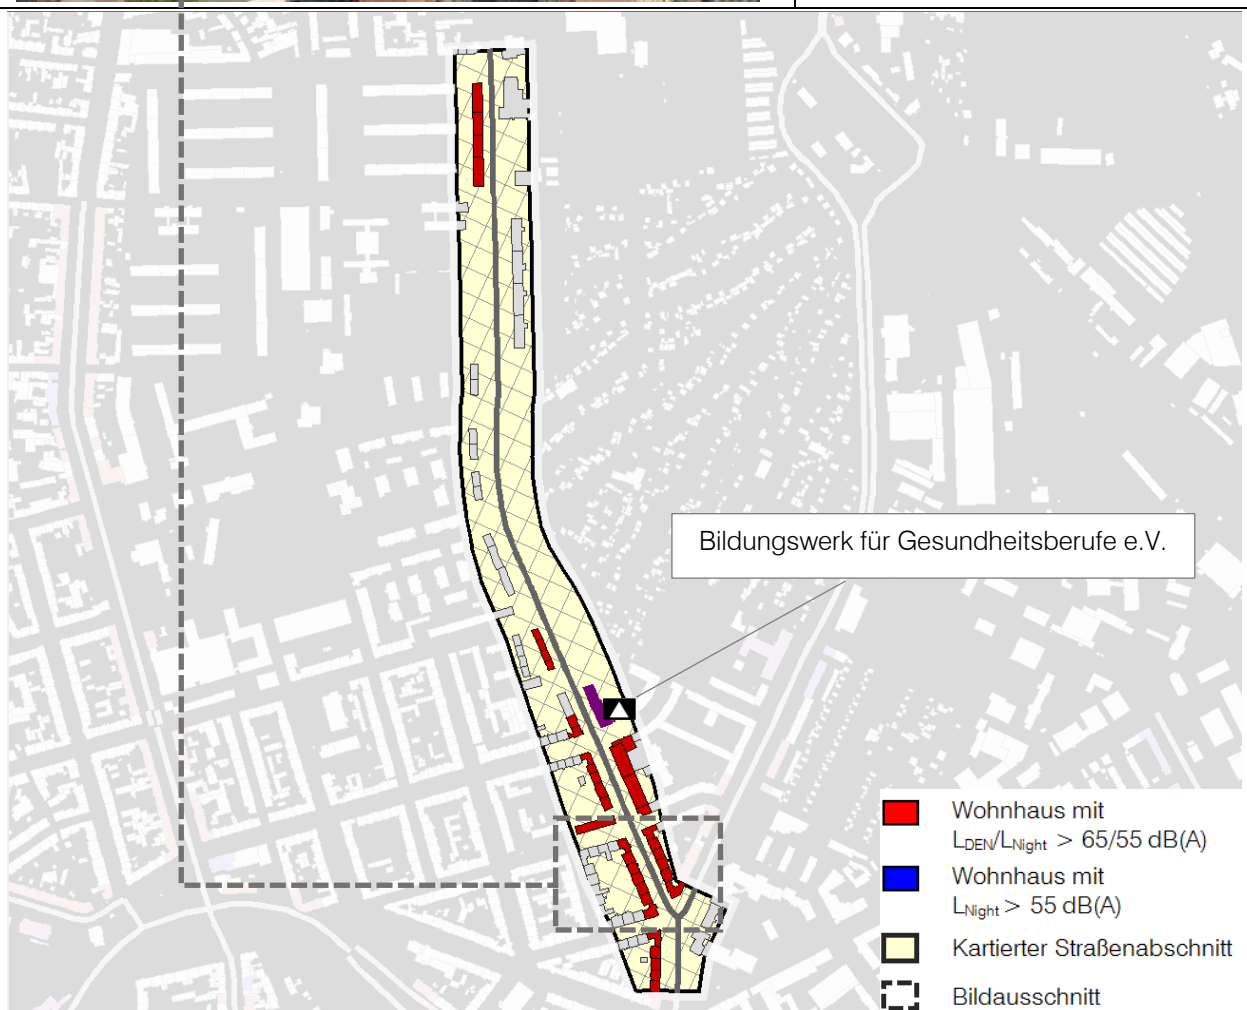 Bildungswerk für Gesundheitsberufe e.V.
Wohnhaus mit
LDEN/LNight > 65/55 dB(A)
Wohnhaus mit
LNight > 55 dB(A)
Kartierter Straßenabschnitt
Bildausschnitt